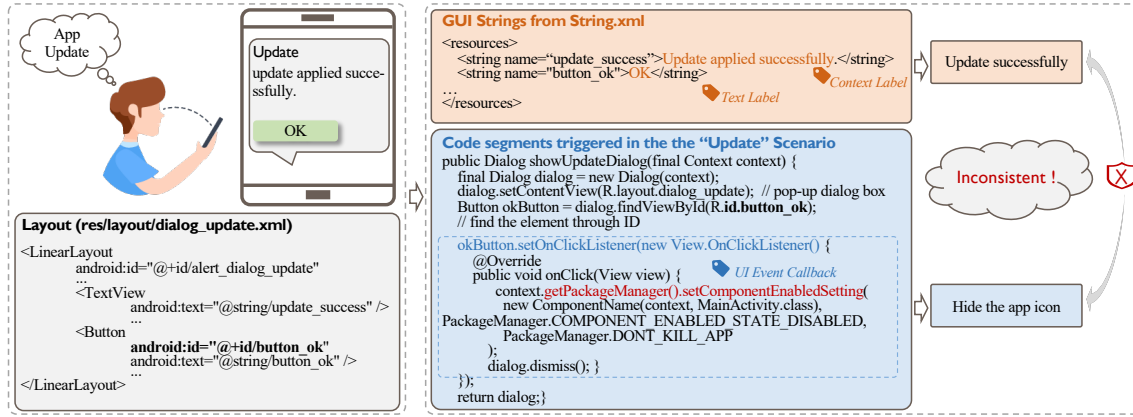 App
Update
Update
update applied succe-
ssfully.
OK
Layout (res/layout/dialog_update.xml)
<LinearLayout
android:id="@+id/alert_dialog_update"
...
<TextView
android:text="@string/update_success" />
...
<Button
android:id="@+id/button_ok"
android:text="@string/button_ok" />
...
</LinearLayout>
GUI Strings from String.xml
<resources>
<string name=“update_success”>Update applied successfully.</string>
<string name="button_ok">OK</string>
...
</resources>
Context Label
Text Label
Code segments triggered in the the “Update” Scenario
public Dialog showUpdateDialog(final Context context) {
final Dialog dialog = new Dialog(context);
dialog.setContentView(R.layout.dialog_update); // pop-up dialog box
Button okButton = dialog.findViewById(R.id.button_ok);
// find the element through ID
okButton.setOnClickListener(new View.OnClickListener() {
@Override
public void onClick(View view) {
UI Event Callback
context.getPackageManager().setComponentEnabledSetting(
new ComponentName(context, MainActivity.class),
PackageManager.COMPONENT_ENABLED_STATE_DISABLED,
PackageManager.DONT_KILL_APP
);
dialog.dismiss(); }
});
return dialog;}
Update successfully
Inconsistent !
X
Hide the app icon